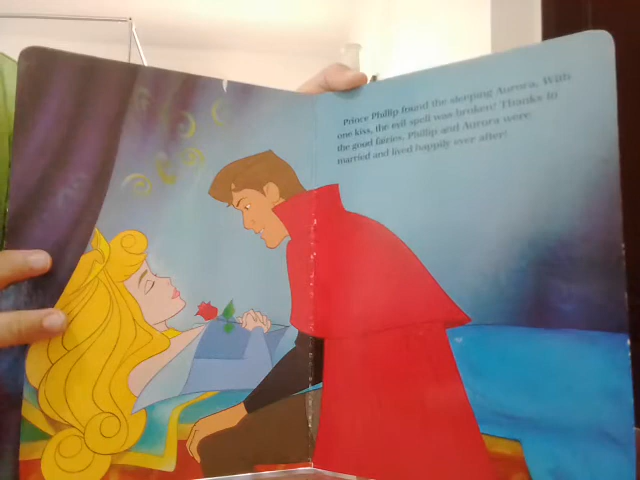 Prince Phillip found the sleeping Aurora. With
one kiss, the evil spell was broken! Thanks to
the good fairies, Phillip and Aurora were
married and lived happily ever after!